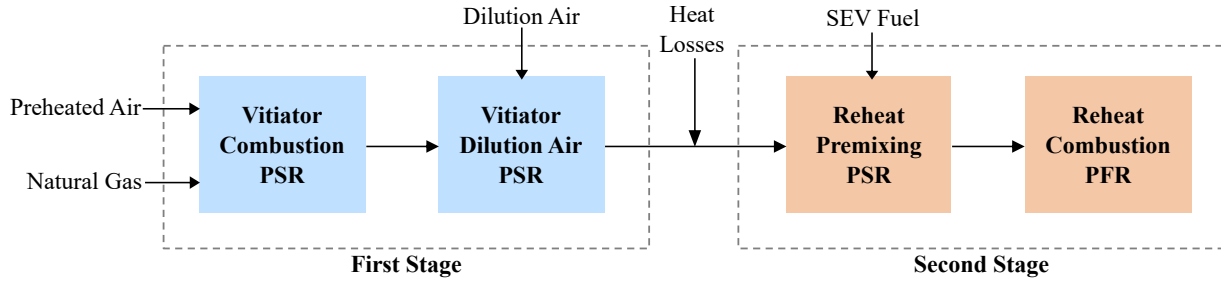 Dilution Air
Heat
Losses
SEV Fuel
Preheated Air
Natural Gas
Vitiator
Combustion
PSR
Vitiator
Dilution Air
PSR
Reheat
Premixing
PSR
Reheat
Combustion
PFR
First Stage
Second Stage